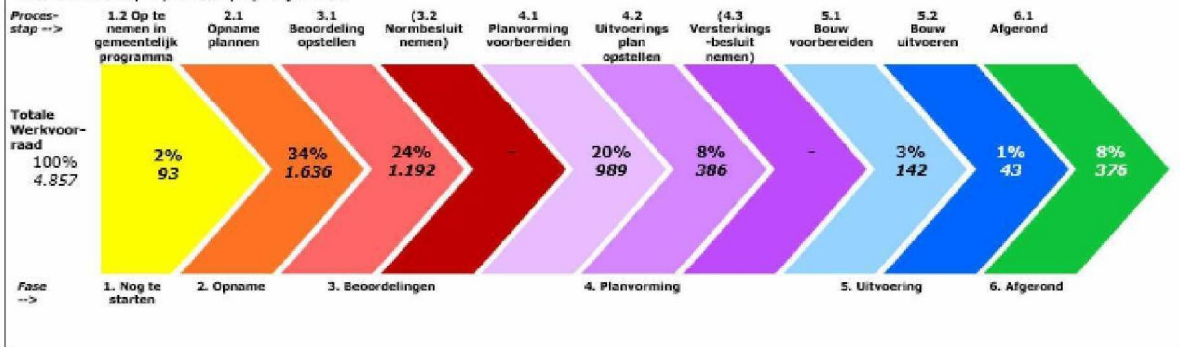 Proces-
stap -->
1.2 Op te
nemen in
gemeentelijk
programma
2.1
Opname
plannen
3.1
Beoordeling
opstellen
(3.2
Normbesluit
nemen)
4.1
Planvorming
voorbereiden
4.2
Uitvoerings
plan
opstellen
(4.3
Versterkings
-besluit
nemen)
5.1
Bouw
voorbereiden
5.2
Bouw
uitvoeren
6.1
Afgerond
Totale
Werkvoor-
raad
100%
4.857
2%
93
34%
1.636
24%
1.192
-
20%
989
8%
386
-
3%
142
1%
43
8%
376
Fase
-->
1. Nog te
starten
2. Opname
3. Beoordelingen
4. Planvorming
5. Uitvoering
6. Afgerond